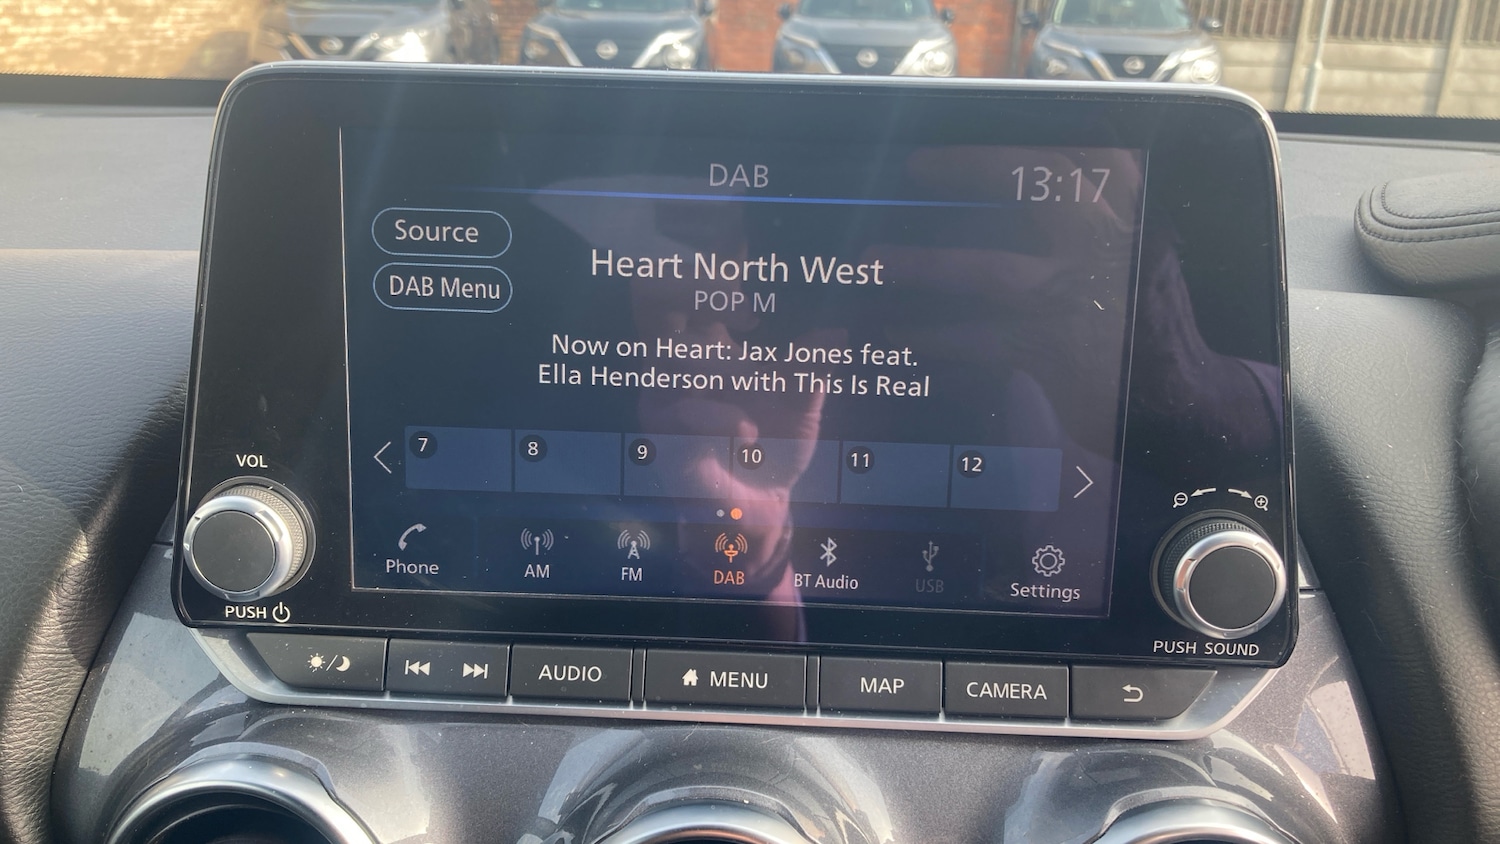 DAB
13:17
Source
DAB Menu
Heart North West
POP M
Now on Heart: Jax Jones feat.
Ella Henderson with This Is Real
7
8
9
10
11
12
Phone
AM
FM
DAB
BT Audio
USB
Settings
VOL
PUSH
PUSH SOUND
AUDIO
MENU
MAP
CAMERA